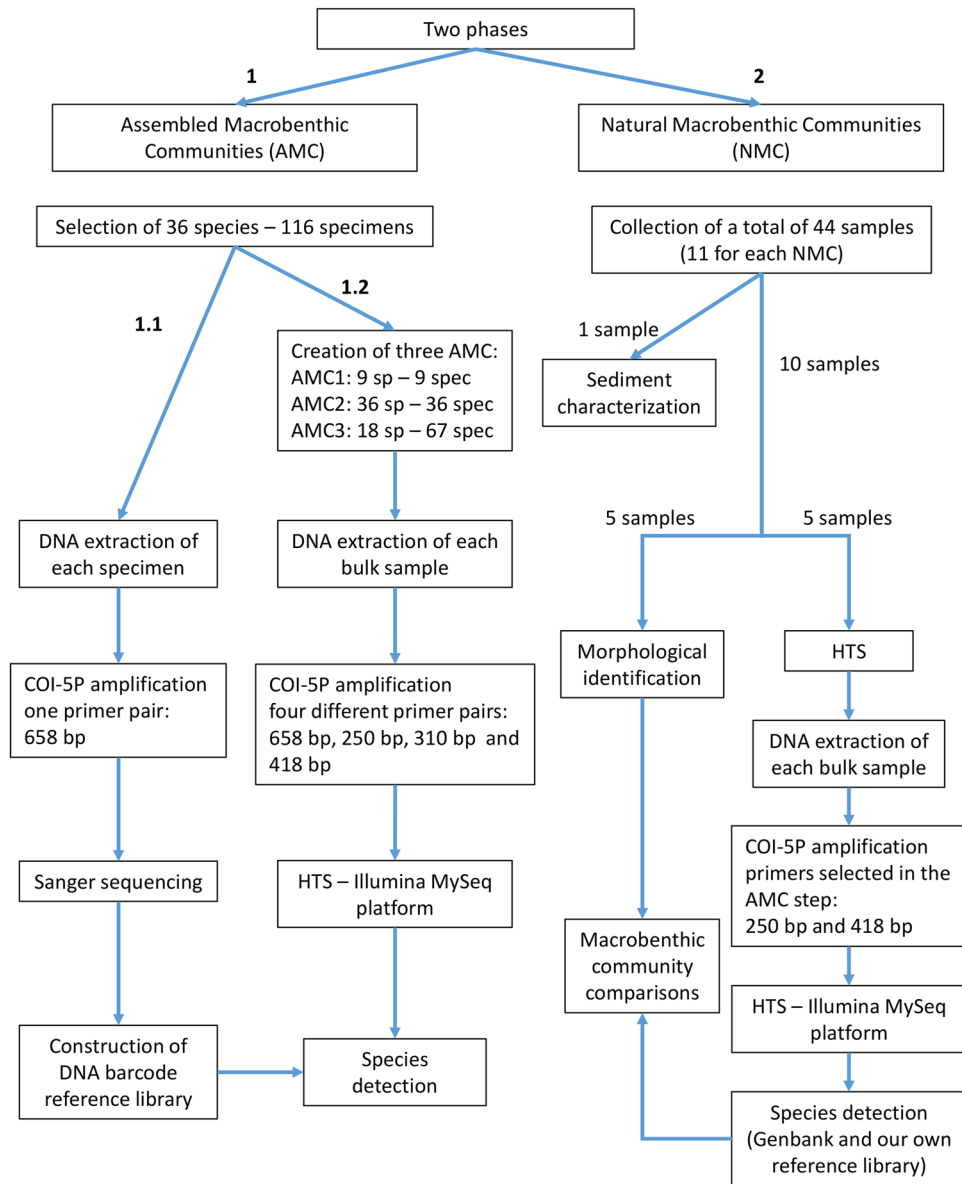 Two phases
1
2
Assembled Macrobenthic
Communities (AMC)
Natural Macrobenthic Communities
(NMC)
Selection of 36 species – 116 specimens
Collection of a total of 44 samples
(11 for each NMC)
1.1
1.2
1 sample
10 samples
Creation of three AMC:
AMC1: 9 sp – 9 spec
AMC2: 36 sp – 36 spec
AMC3: 18 sp – 67 spec
Sediment
characterization
5 samples
5 samples
DNA extraction of
each specimen
DNA extraction of each
bulk sample
Morphological
identification
HTS
COI-5P amplification
one primer pair:
658 bp
COI-5P amplification
four different primer pairs:
658 bp, 250 bp, 310 bp and
418 bp
DNA extraction of
each bulk sample
COI-5P amplification
primers selected in the
AMC step:
250 bp and 418 bp
Sanger sequencing
HTS – Illumina MySeq
platform
Macrobenthic
community
comparisons
HTS – Illumina MySeq
platform
Construction of
DNA barcode
reference library
Species
detection
Species detection
(Genbank and our own
reference library)